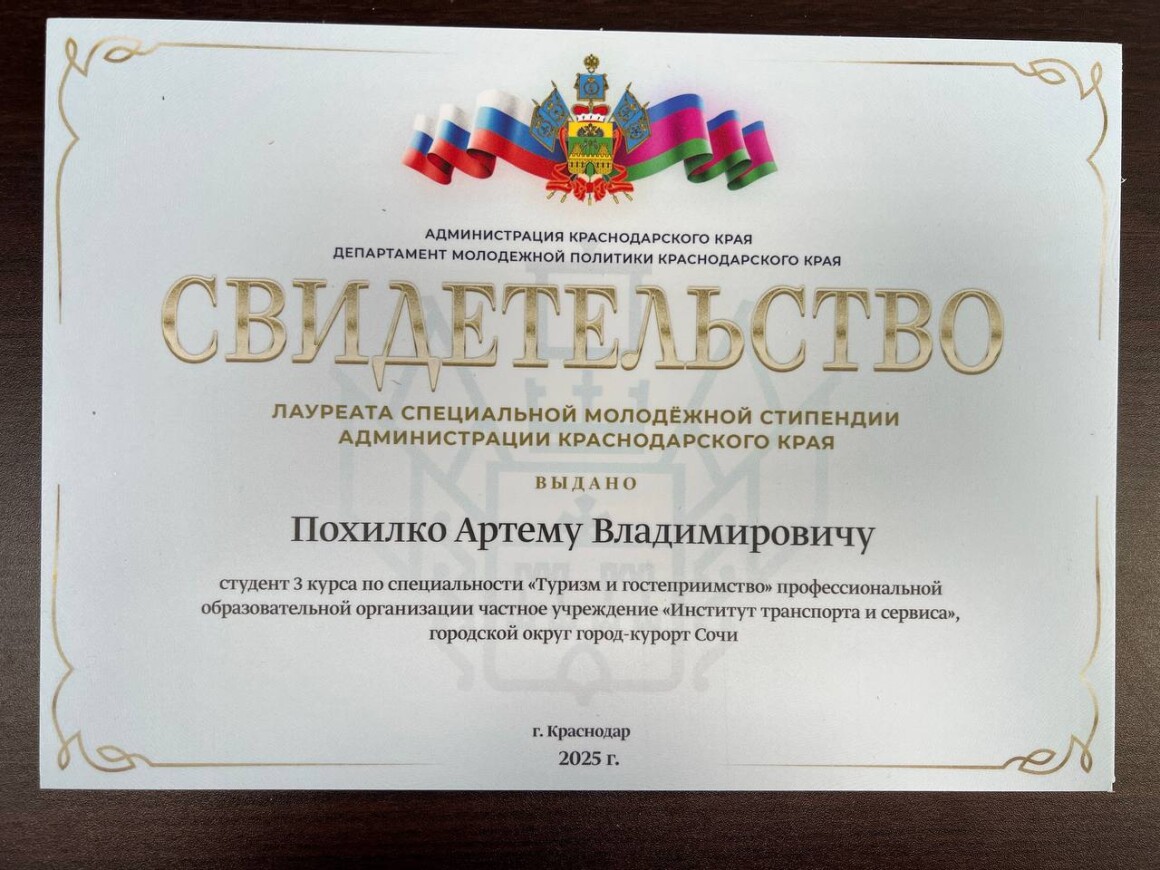 АДМИНИСТРАЦИЯ КРАСНОДАРСКОГО КРАЯ
ДЕПАРТАМЕНТ МОЛОДЕЖНОЙ ПОЛИТИКИ КРАСНОДАРСКОГО КРАЯ
СВИДЕТЕЛЬСТВО
ЛАУРЕАТА СПЕЦИАЛЬНОЙ МОЛОДЁЖНОЙ СТИПЕНДИИ
АДМИНИСТРАЦИИ КРАСНОДАРСКОГО КРАЯ
ВЫДАНО
Похилко Артему Владимировичу
студент 3 курса по специальности «Туризм и гостеприимство» профессиональной
образовательной организации частное учреждение «Институт транспорта и сервиса»,
городской округ город-курорт Сочи
г. Краснодар
2025 г.